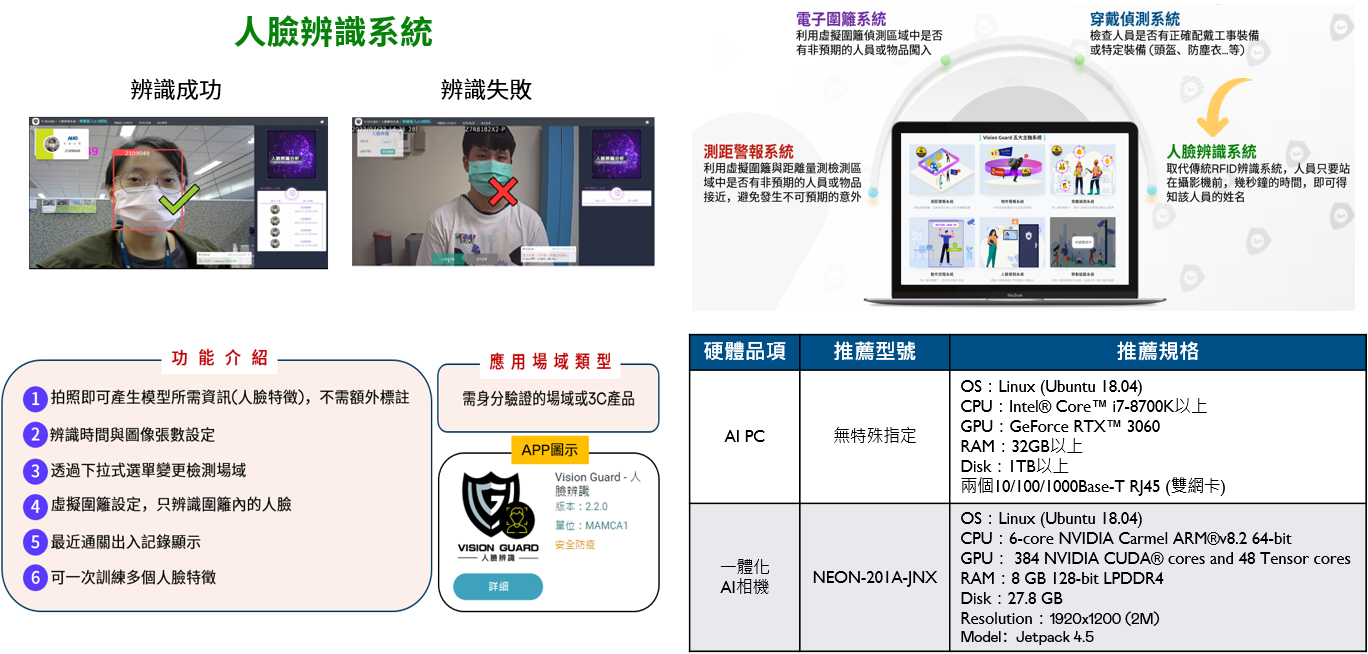 人臉辨識系統
辨識成功
辨識失敗
AUO
2109049
2109049
人臉辨識分析
Z7RB182X2-P
人臉辨識分析
電子圍籬系統
利用虛擬圍籬偵測區域中是否
有非預期的人員或物品闖入
穿戴偵測系統
檢查人員是否有正確配戴工事裝備
或特定裝備 (頭盔、防塵衣...等)
測距警報系統
利用虛擬圍籬與距離量測檢測區
域中是否有非預期的人員或物品
接近，避免發生不可預期的意外
人臉辨識系統
取代傳統RFID辨識系統，人員只要站
在攝影機前，幾秒鐘的時間，即可得
知該人員的姓名
Vision Guard 五大主軸系統
MacBook
功能介紹
1 拍照即可產生模型所需資訊(人臉特徵)，不需額外標註
2 辨識時間與圖像張數設定
3 透過下拉式選單變更檢測場域
4 虛擬圍籬設定，只辨識圍籬內的人臉
5 最近通關出入記錄顯示
6 可一次訓練多個人臉特徵
應用場域類型
需身分驗證的場域或3C產品
APP圖示
VISION GUARD
人臉辨識
Vision Guard - 人
臉辨識
版本：2.2.0
單位：MAMCA1
安全防疫
詳細
硬體品項 推薦型號 推薦規格
AI PC
無特殊指定
OS：Linux (Ubuntu 18.04)
CPU：Intel® Core™ i7-8700K以上
GPU：GeForce RTX™ 3060
RAM：32GB以上
Disk：1TB以上
兩個10/100/1000Base-T RJ45 (雙網卡)
一體化
AI相機
NEON-201A-JNX
OS：Linux (Ubuntu 18.04)
CPU：6-core NVIDIA Carmel ARM®v8.2 64-bit
GPU： 384 NVIDIA CUDA® cores and 48 Tensor cores
RAM：8 GB 128-bit LPDDR4
Disk：27.8 GB
Resolution：1920x1200 (2M)
Model：Jetpack 4.5